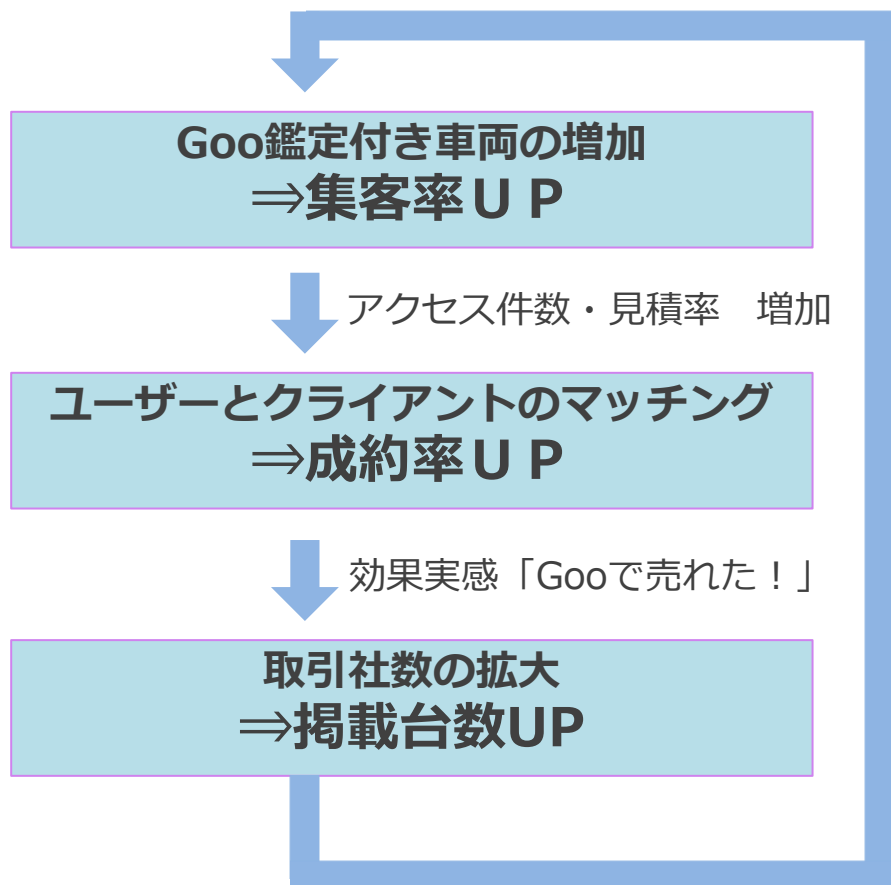 Goo鑑定付き車両の増加
⇒集客率ＵＰ
アクセス件数・見積率　増加
ユーザーとクライアントのマッチング
⇒成約率ＵＰ
効果実感「Gooで売れた！」
取引社数の拡大
⇒掲載台数UP